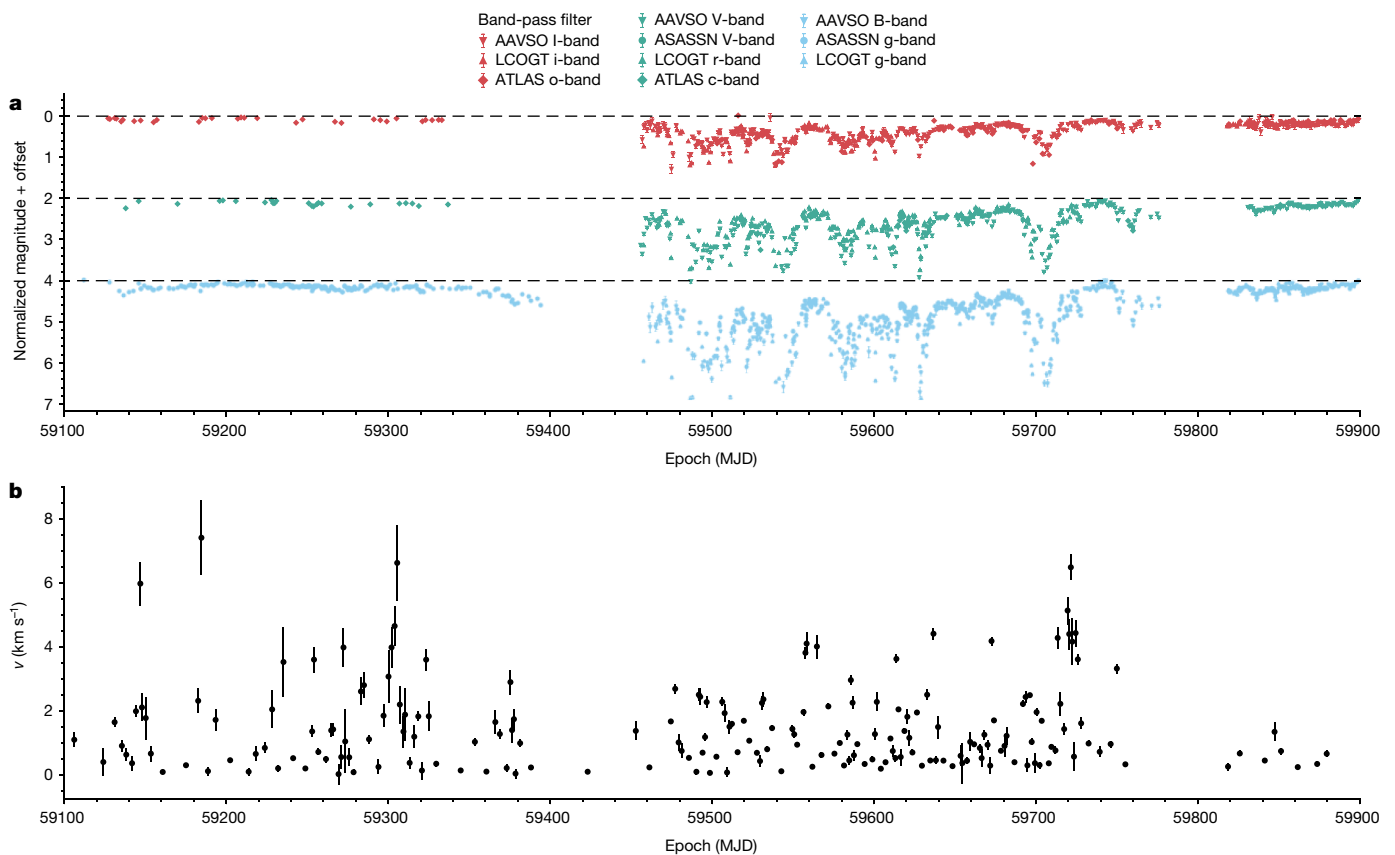 Band-pass filter
AAVSO I-band
LCOGT i-band
ATLAS o-band
AAVSO V-band
ASASSN V-band
LCOGT r-band
ATLAS c-band
AAVSO B-band
ASASSN g-band
LCOGT g-band
a
Normalized magnitude + offset
0
1
2
3
4
5
6
7
59100 59200 59300 59400 59500 59600 59700 59800 59900
Epoch (MJD)
b
v (km s⁻¹)
8
6
4
2
0
59100 59200 59300 59400 59500 59600 59700 59800 59900
Epoch (MJD)